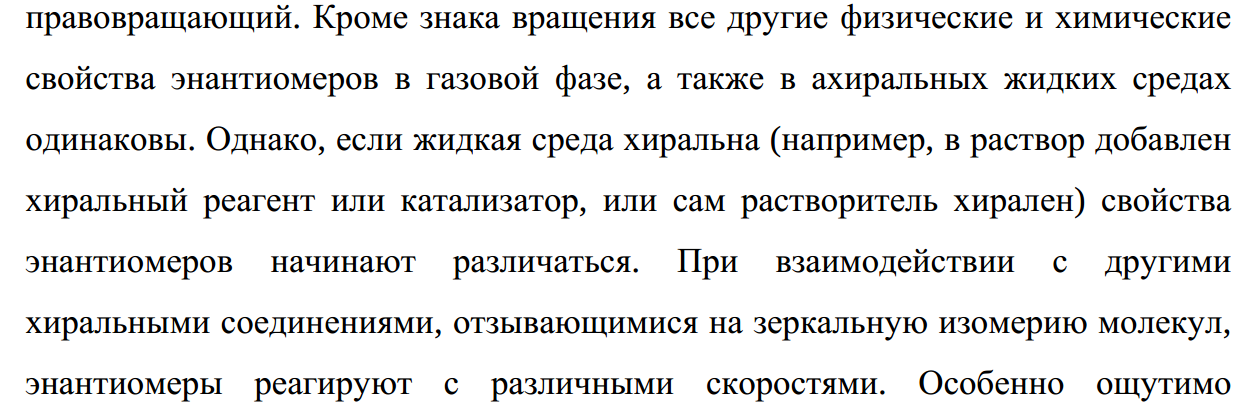 правовращающий. Кроме знака вращения все другие физические и химические
свойства энантиомеров в газовой фазе, а также в ахиральных жидких средах
одинаковы. Однако, если жидкая среда хиральна (например, в раствор добавлен
хиральный реагент или катализатор, или сам растворитель хирален) свойства
энантиомеров начинают различаться. При взаимодействии с другими
хиральными соединениями, отзывающимися на зеркальную изомерию молекул,
энантиомеры реагируют с различными скоростями. Особенно ощутимо